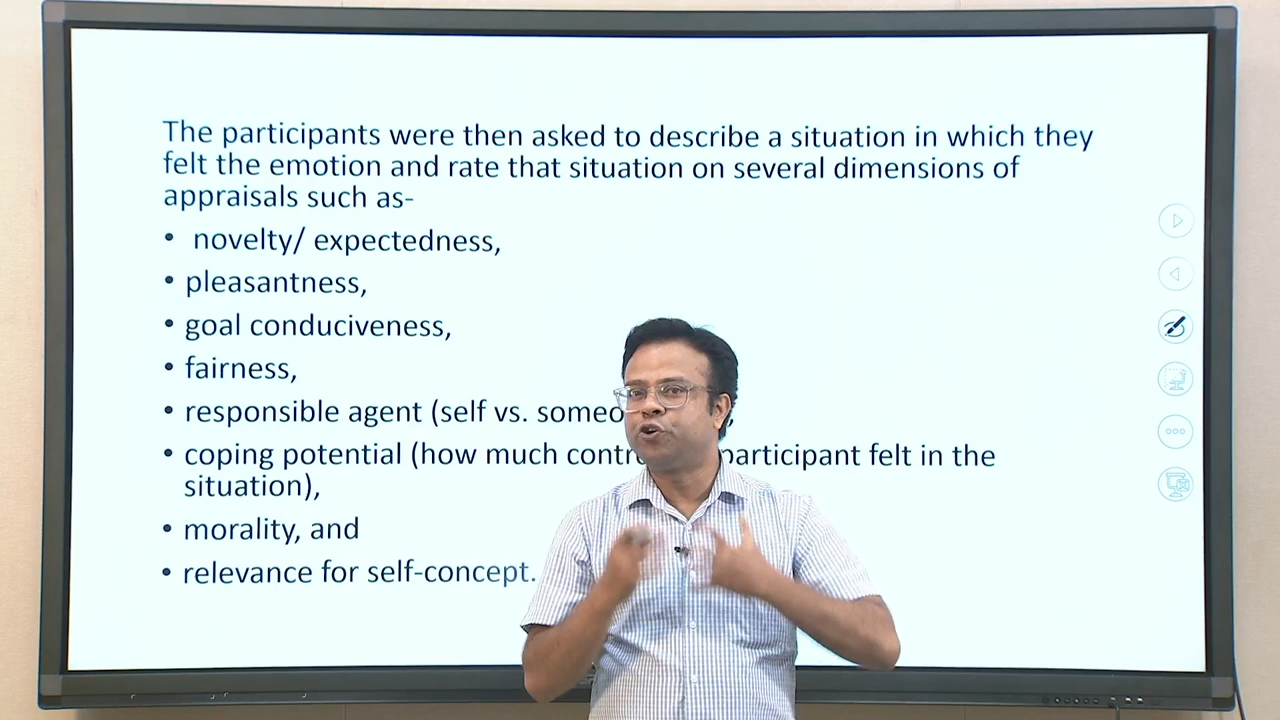 The participants were then asked to describe a situation in which they
felt the emotion and rate that situation on several dimensions of
appraisals such as-
• novelty/ expectedness,
• pleasantness,
• goal conduciveness,
• fairness,
• responsible agent (self vs.
• coping potential (how much participant felt in the
situation),
• morality, and
• relevance for self-concept.